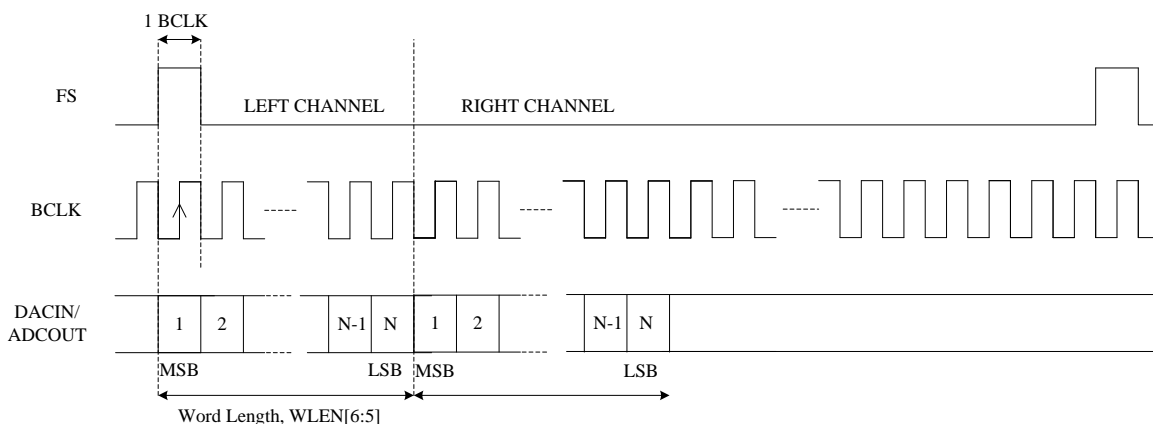 1 BCLK
FS
LEFT CHANNEL
RIGHT CHANNEL
BCLK
DACIN/
ADCOUT
1
2
N-1
N
1
2
N-1
N
MSB
LSB
MSB
LSB
Word Length, WLEN[6:5]